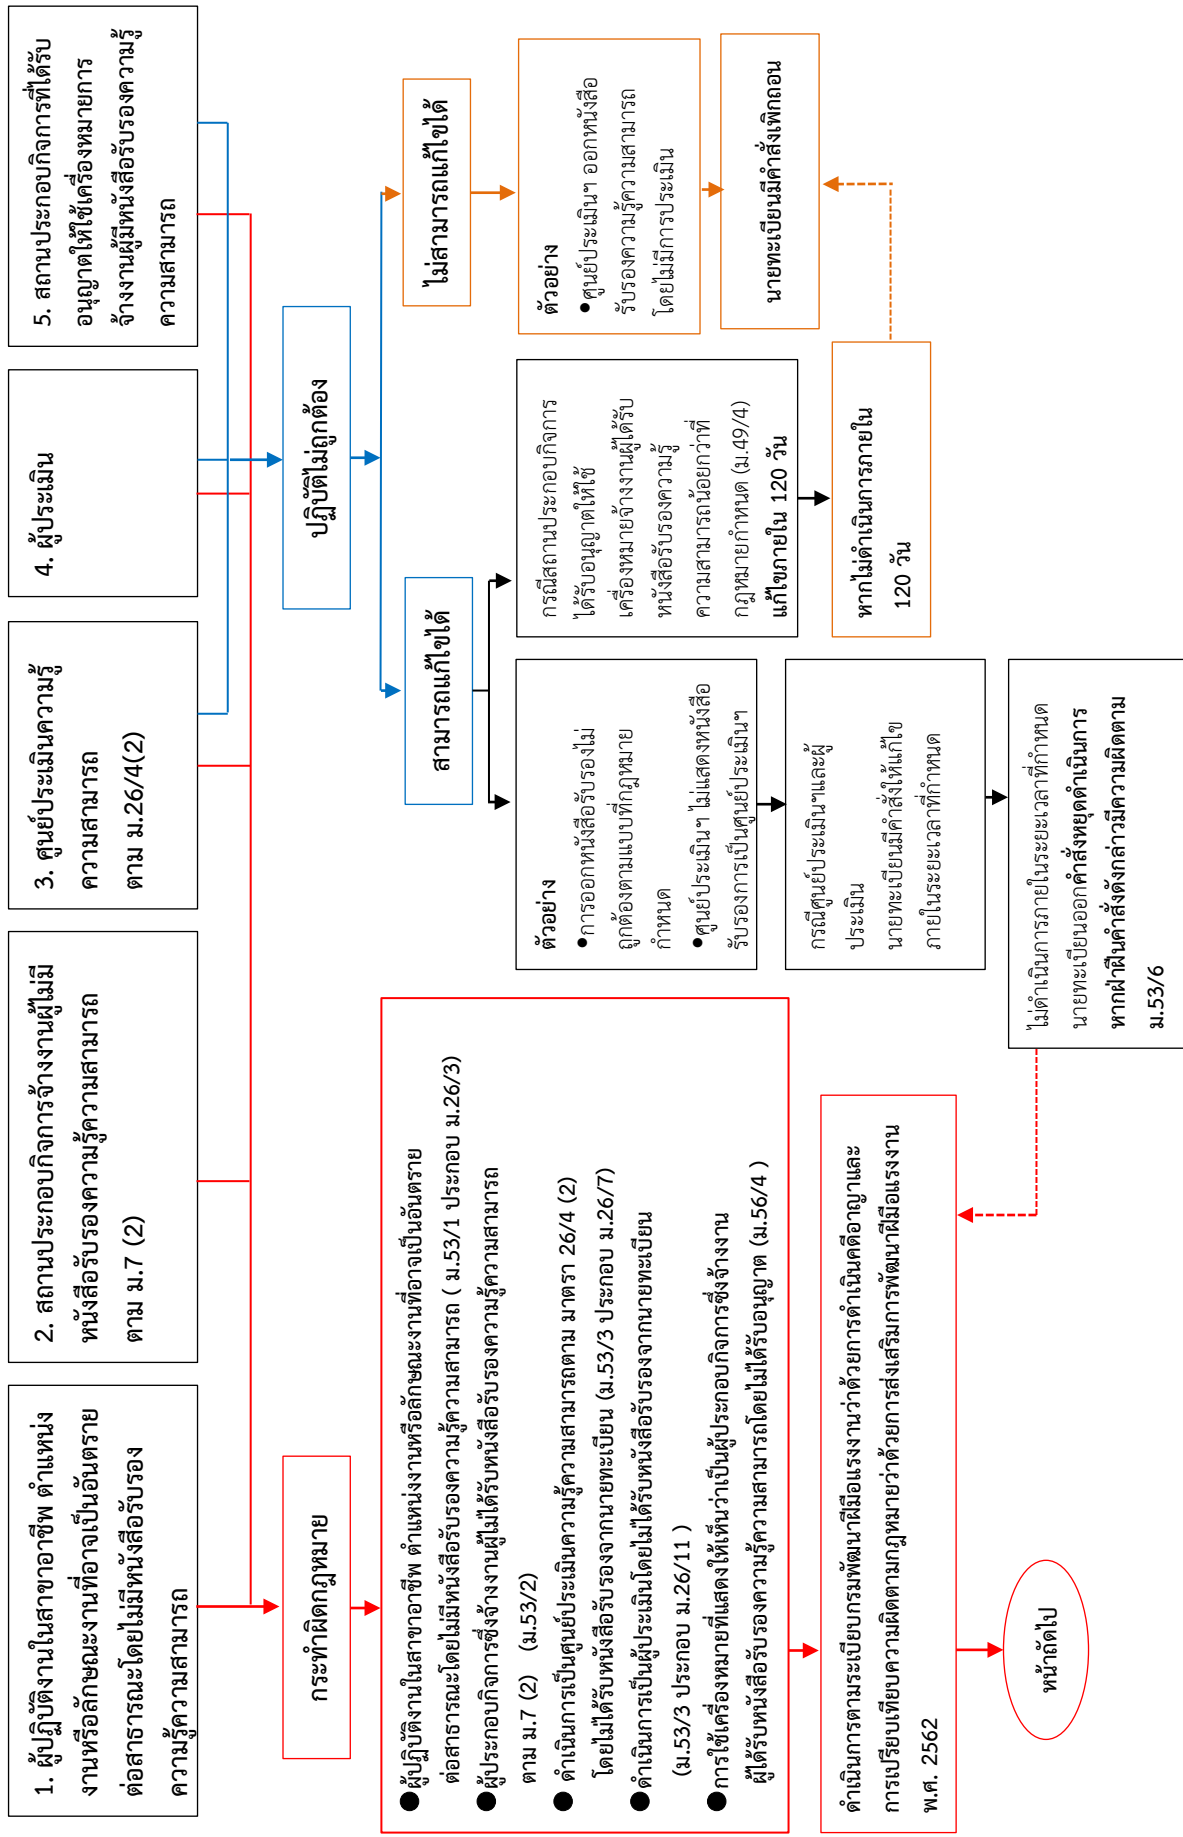 1. ผู้ปฏิบัติงานในสาขาอาชีพ ตำแหน่ง
งานหรือลักษณะงานที่อาจเป็นอันตราย
ต่อสาธารณะโดยไม่มีหนังสือรับรอง
ความรู้ความสามารถ
2. สถานประกอบกิจการจ้างงานผู้ไม่มี
หนังสือรับรองความรู้ความสามารถ
ตาม ม.7 (2)
3. ศูนย์ประเมินความรู้
ความสามารถ
ตาม ม.26/4(2)
4. ผู้ประเมิน
5. สถานประกอบกิจการที่ได้รับ
อนุญาตให้ใช้เครื่องหมายการ
จ้างงานผู้มีหนังสือรับรองความรู้
ความสามารถ
กระทำผิดกฎหมาย
●ผู้ปฏิบัติงานในสาขาอาชีพ ตำแหน่งงานหรือลักษณะงานที่อาจเป็นอันตราย
ต่อสาธารณะโดยไม่มีหนังสือรับรองความรู้ความสามารถ ( ม.53/1 ประกอบ ม.26/3)
●ผู้ประกอบกิจการซึ่งจ้างงานผู้ไม่ได้รับหนังสือรับรองความรู้ความสามารถ
ตาม ม.7 (2) (ม.53/2)
● ดำเนินการเป็นศูนย์ประเมินความรู้ความสามารถตาม มาตรา 26/4 (2)
โดยไม่ได้รับหนังสือรับรองจากนายทะเบียน (ม.53/3 ประกอบ ม.26/7)
●ดำเนินการเป็นผู้ประเมินโดยไม่ได้รับหนังสือรับรองจากนายทะเบียน
(ม.53/3 ประกอบ ม.26/11 )
●การใช้เครื่องหมายที่แสดงให้เห็นว่าเป็นผู้ประกอบกิจการซึ่งจ้างงาน
ผู้ได้รับหนังสือรับรองความรู้ความสามารถโดยไม่ได้รับอนุญาต (ม.56/4 )
ดำเนินการตามระเบียบกรมพัฒนาฝีมือแรงงานว่าด้วยการดำเนินคดีอาญาและ
การเปรียบเทียบความผิดตามกฎหมายว่าด้วยการส่งเสริมการพัฒนาฝีมือแรงงาน
พ.ศ. 2562
หน้าถัดไป
ปฏิบัติไม่ถูกต้อง
สามารถแก้ไขได้
ตัวอย่าง
●การออกหนังสือรับรองไม่
ถูกต้องตามแบบที่กฎหมาย
กำหนด
●ศูนย์ประเมินฯ ไม่แสดงหนังสือ
รับรองการเป็นศูนย์ประเมินฯ
กรณีศูนย์ประเมินฯและผู้
ประเมิน
นายทะเบียนมีคำสั่งให้แก้ไข
ภายในระยะเวลาที่กำหนด
ไม่ดำเนินการภายในระยะเวลาที่กำหนด
นายทะเบียนออกคำสั่งหยุดดำเนินการ
หากฝ่าฝืนคำสั่งดังกล่าวมีความผิดตาม
ม.53/6
กรณีสถานประกอบกิจการ
ได้รับอนุญาตให้ใช้
เครื่องหมายจ้างงานผู้ได้รับ
หนังสือรับรองความรู้
ความสามารถน้อยกว่าที่
กฎหมายกำหนด (ม.49/4)
แก้ไขภายใน 120 วัน
หากไม่ดำเนินการภายใน
120 วัน
ไม่สามารถแก้ไขได้
ตัวอย่าง
●ศูนย์ประเมินฯ ออกหนังสือ
รับรองความรู้ความสามารถ
โดยไม่มีการประเมิน
นายทะเบียนมีคำสั่งเพิกถอน